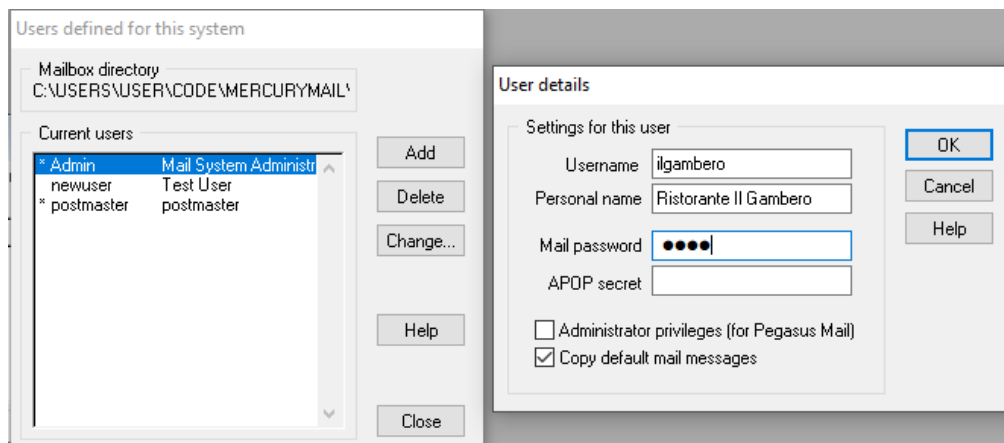 Users defined for this system
Mailbox directory
C:\USERS\USER\CODE\MERCURYMAIL\
Current users
* Admin Mail System Administr
newuser Test User
* postmaster postmaster
Add
Delete
Change...
Help
Close
User details
Settings for this user
Username ilgambero
Personal name Ristorante Il Gambero
Mail password ●●●●
APOP secret
Administrator privileges (for Pegasus Mail)
Copy default mail messages
OK
Cancel
Help